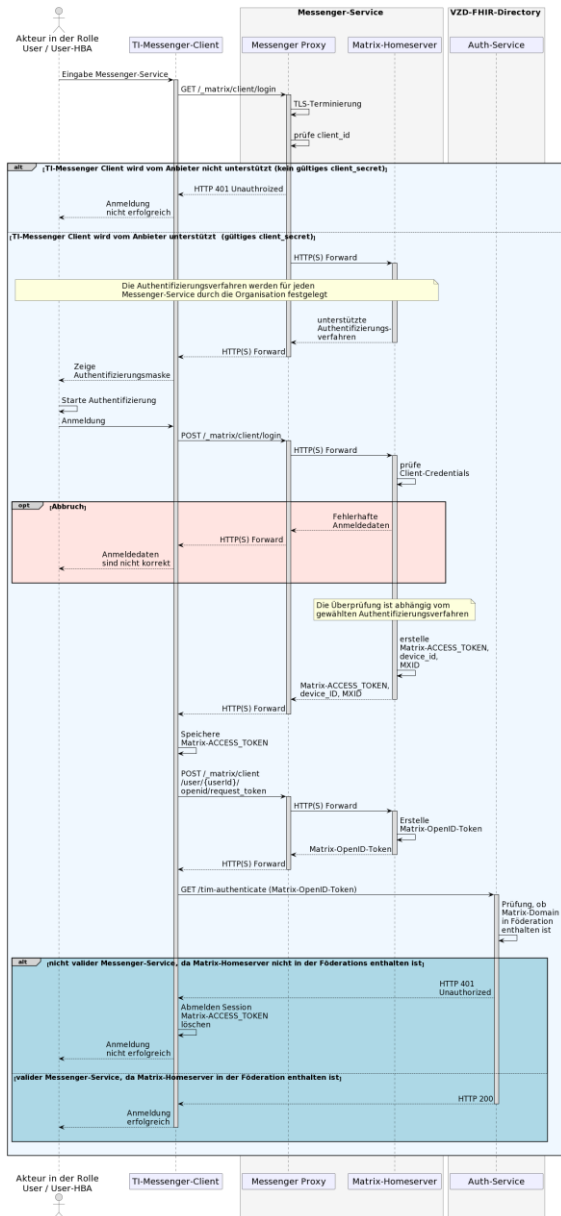 Messenger-Service
VZD-FHIR-Directory
Akteur in der Rolle
User / User-HBA
TI-Messenger-Client
Messenger Proxy
Matrix-Homeserver
Auth-Service
Eingabe Messenger-Service
GET /_matrix/client/login
TLS-Terminierung
prüfe client_id
alt
[TI-Messenger Client wird vom Anbieter nicht unterstützt (kein gültiges client_secret)]
HTTP 401 Unauthroized
Anmeldung
nicht erfolgreich
[TI-Messenger Client wird vom Anbieter unterstützt (gültiges client_secret)]
HTTP(S) Forward
Die Authentifizierungsverfahren werden für jeden
Messenger-Service durch die Organisation festgelegt
unterstützte
Authentifizierungs-
verfahren
HTTP(S) Forward
Zeige
Authentifizierungsmaske
Starte Authentifizierung
Anmeldung
POST /_matrix/client/login
HTTP(S) Forward
prüfe
Client-Credentials
opt
[Abbruch]
Fehlerhafte
Anmeldedaten
HTTP(S) Forward
Anmeldedaten
sind nicht korrekt
Die Überprüfung ist abhängig vom
gewählten Authentifizierungsverfahren
erstelle
Matrix-ACCESS_TOKEN,
device_id,
MXID
Matrix-ACCESS_TOKEN,
device_ID, MXID
HTTP(S) Forward
Speichere
Matrix-ACCESS_TOKEN
POST /_matrix/client
/user/{userId}/
openid/request_token
HTTP(S) Forward
Erstelle
Matrix-OpenID-Token
Matrix-OpenID-Token
HTTP(S) Forward
GET /tim-authenticate (Matrix-OpenID-Token)
Prüfung, ob
Matrix-Domain
in Föderation
enthalten ist
alt
[nicht valider Messenger-Service, da Matrix-Homeserver nicht in der Föderations enthalten ist]
HTTP 401
Unauthorized
Abmelden Session
Matrix-ACCESS_TOKEN
löschen
Anmeldung
nicht erfolgreich
[valider Messenger-Service, da Matrix-Homeserver in der Föderation enthalten ist]
HTTP 200
Anmeldung
erfolgreich
Akteur in der Rolle
User / User-HBA
TI-Messenger-Client
Messenger Proxy
Matrix-Homeserver
Auth-Service